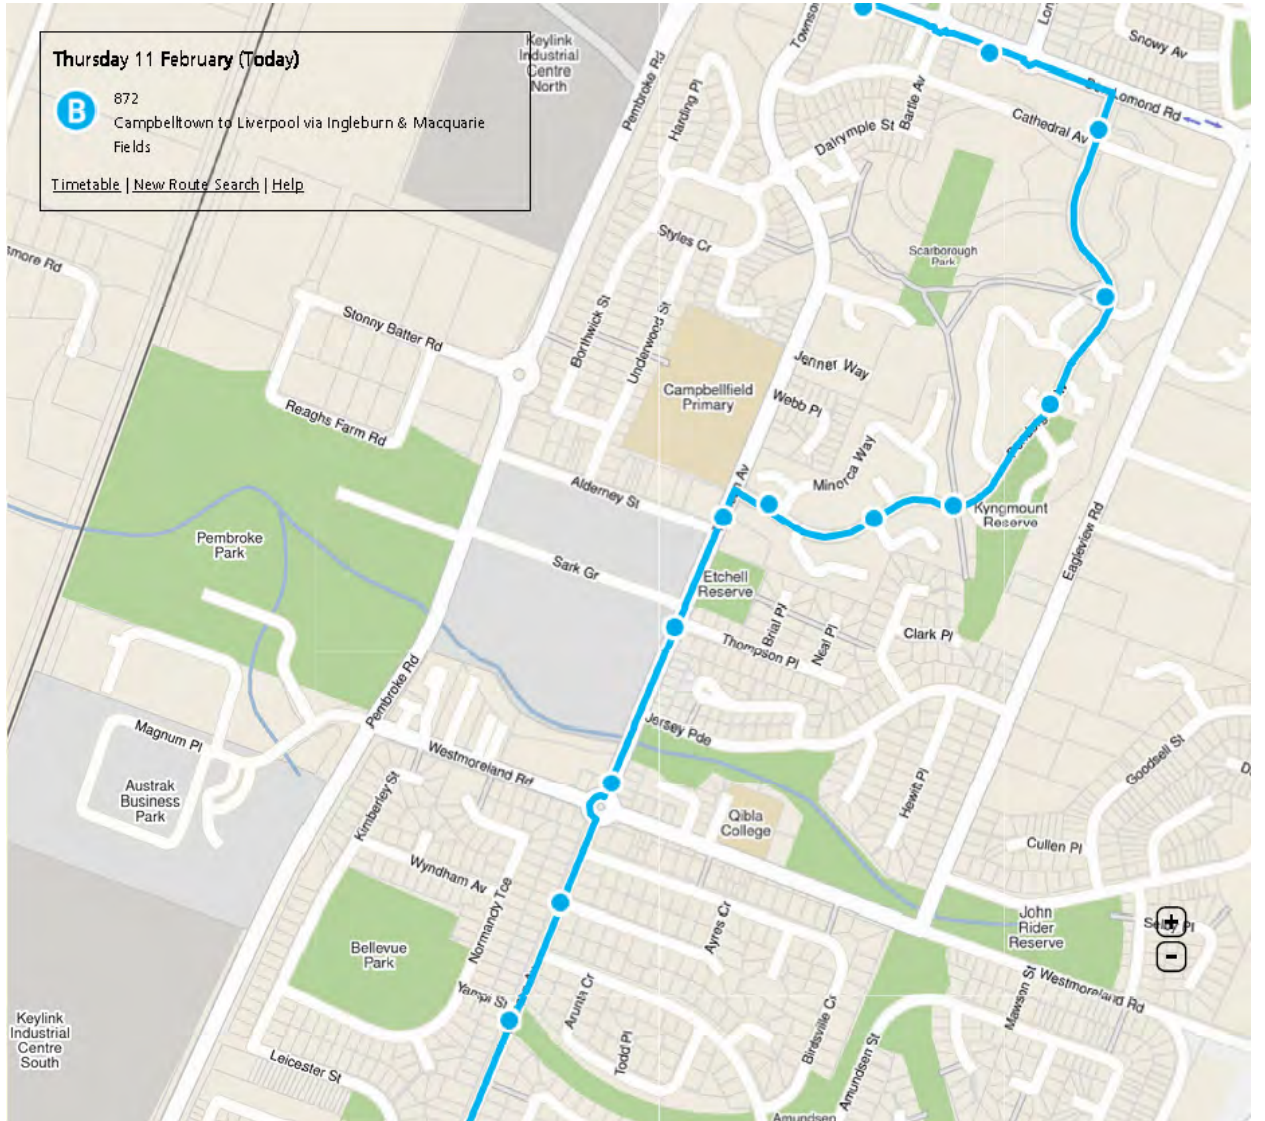 Thursday 11 February (Today)
B
872
Campbelltown to Liverpool via Ingleburn & Macquarie
Fields
Timetable | New Route Search | Help
Keylink
Industrial
Centre
North
Pembroke Rd
Harding Pl
Snowy Av
Bartle Av
Lomond Rd
Cathedral Av
Dalrymple St
Styles Cr
Scarborough
Park
smore Rd
Stonny Batter Rd
Borthwick St
Underwood St
Jenner Way
Campbellfield
Primary
Webb Pl
Reaghs Farm Rd
Minorca Way
Alderney St
Av
Kyngmount
Reserve
Pembroke
Park
Eagleview Rd
Sark Gr
Etchell
Reserve
Brial Pl
Neal Pl
Clark Pl
Thompson Pl
Pembroke Rd
Jersey Pde
Magnum Pl
Westmoreland Rd
Goodsell St
Austrak
Business
Park
Kimberley St
Hewitt Pl
Qibla
College
Cullen Pl
Wyndham Av
Normandy Tce
Ayres Cr
John
Rider
Reserve
+
Selby Pl
-
Bellevue
Park
Yampi St
Arunta Cr
Birdsville Cr
Mawson St
Westmoreland Rd
Keylink
Industrial
Centre
South
Todd Pl
Amundsen St
Leicester St
Amundsen